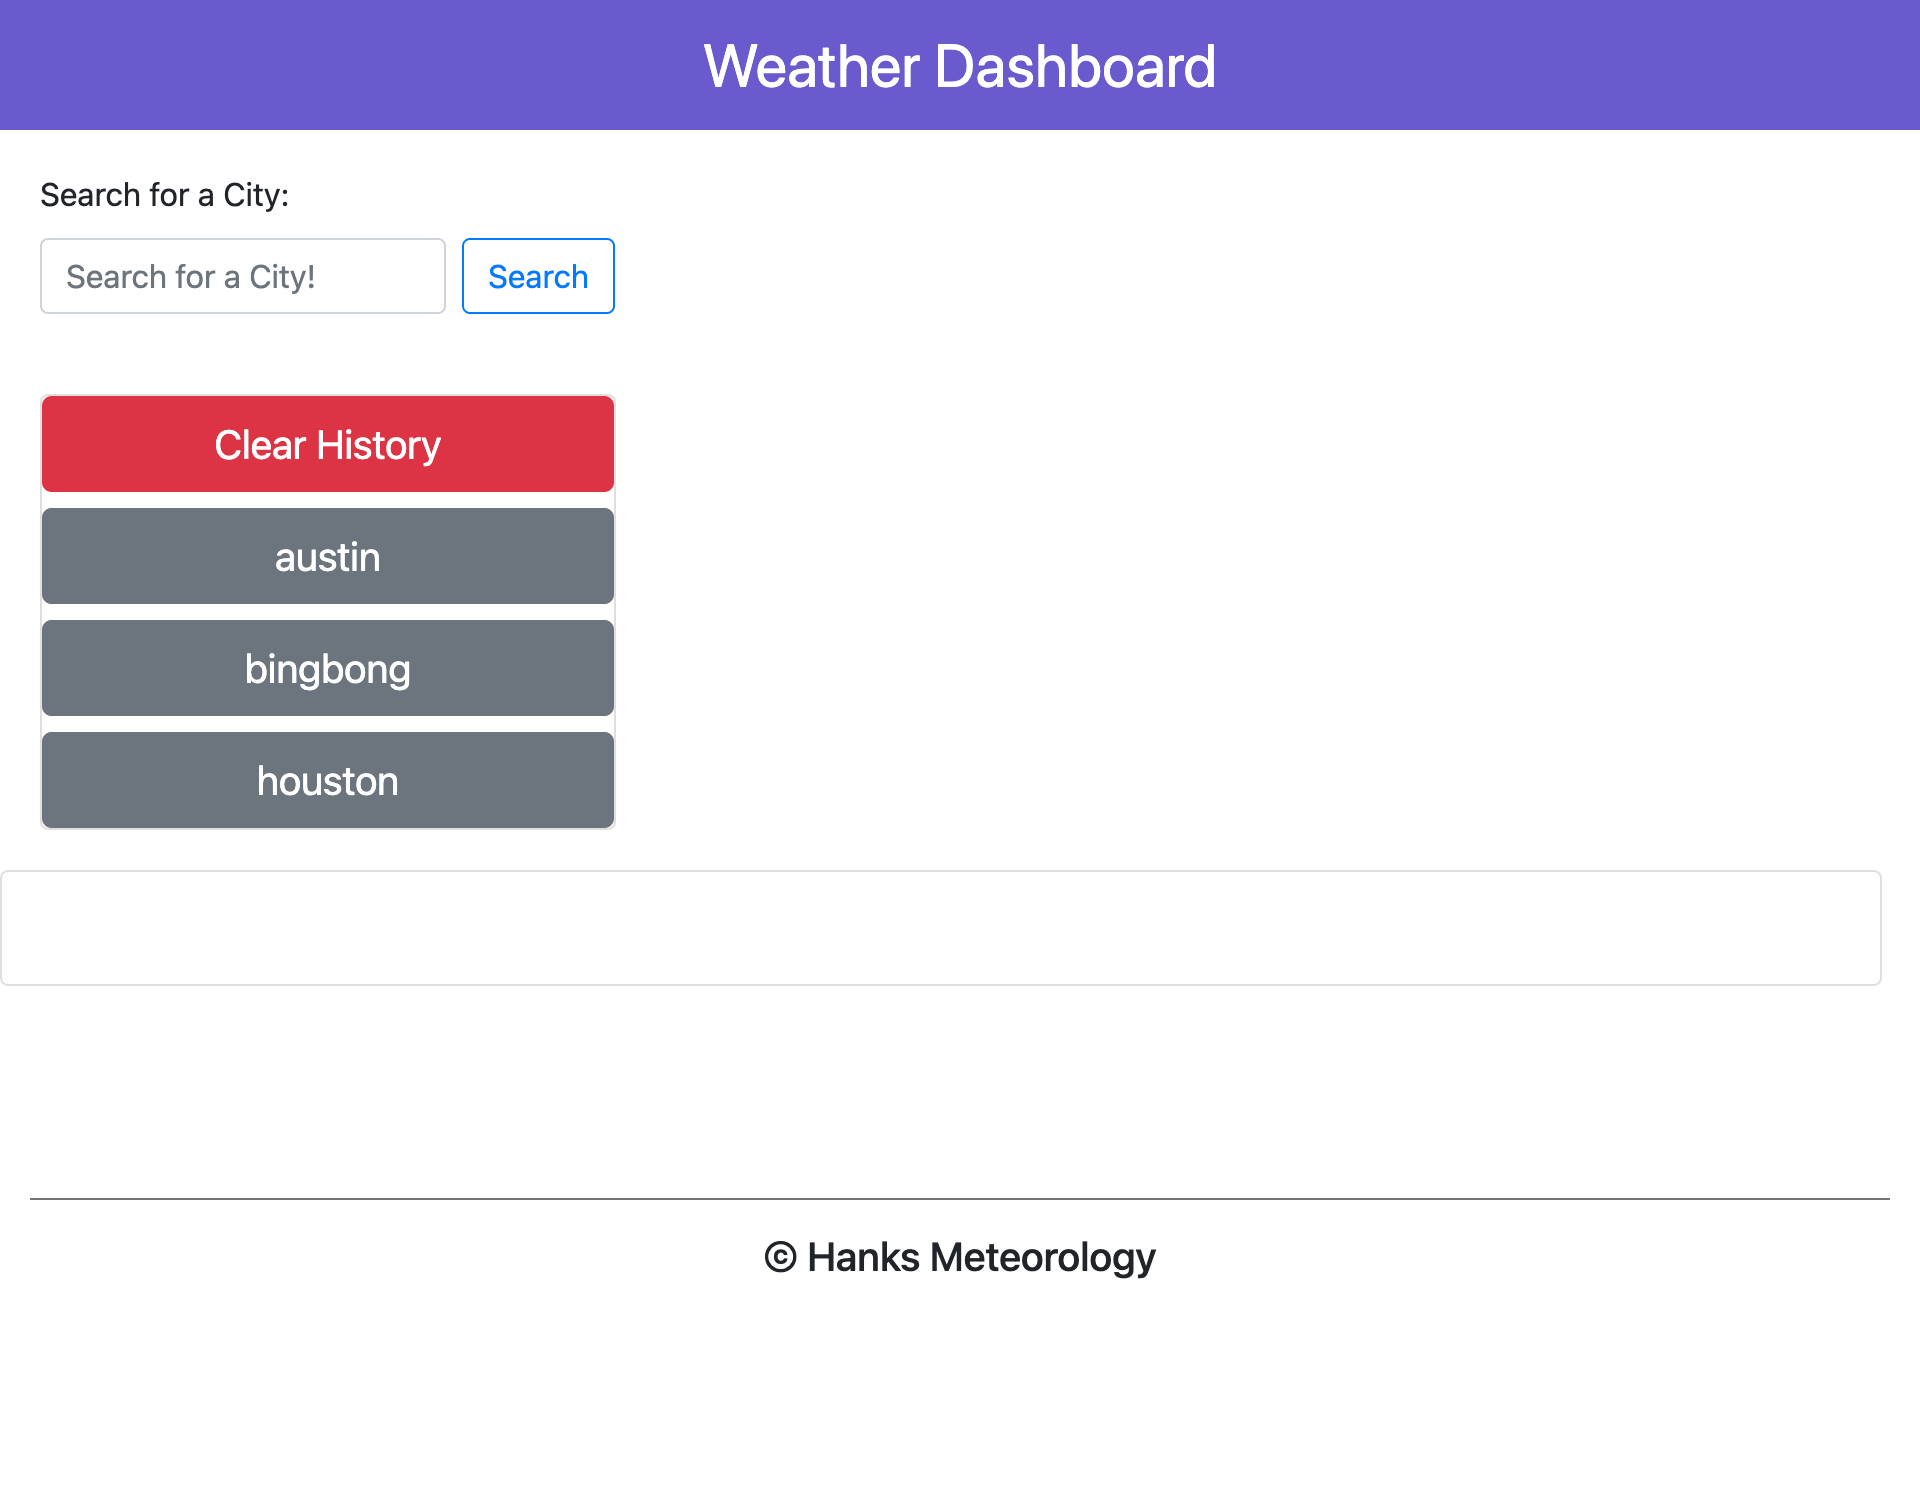 Weather Dashboard
Search for a City:
Search for a City!
Search
Clear History
austin
bingbong
houston
© Hanks Meteorology